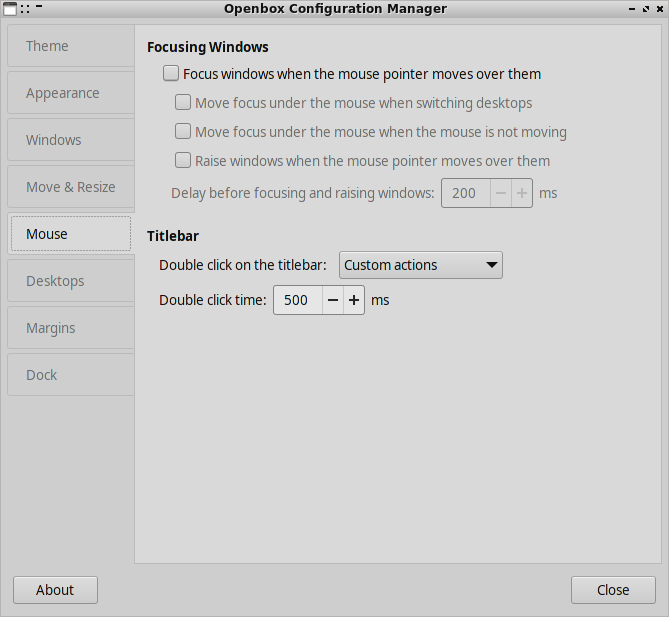 Openbox Configuration Manager
Theme
Appearance
Windows
Move & Resize
Mouse
Desktops
Margins
Dock
Focusing Windows
Focus windows when the mouse pointer moves over them
Move focus under the mouse when switching desktops
Move focus under the mouse when the mouse is not moving
Raise windows when the mouse pointer moves over them
Delay before focusing and raising windows: 200 − + ms
Titlebar
Double click on the titlebar: Custom actions
Double click time: 500 − + ms
About
Close